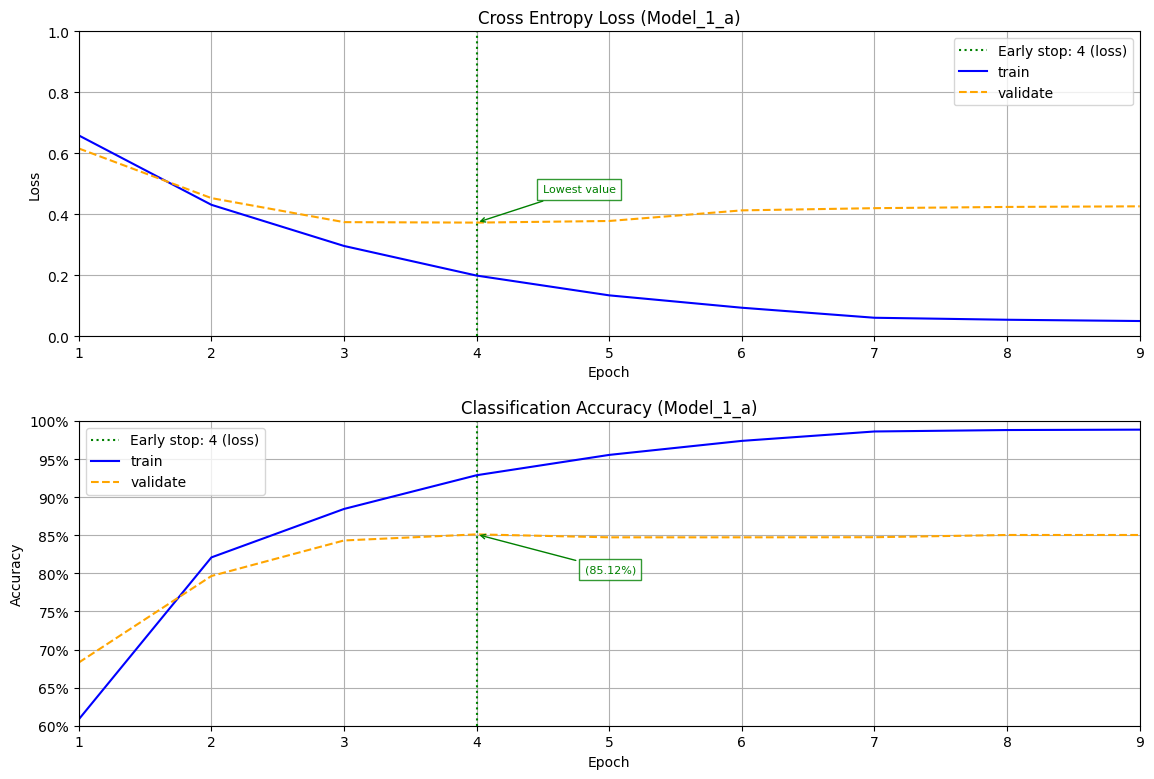 Cross Entropy Loss (Model_1_a)
1.0
0.8
0.6
0.4
0.2
0.0
Loss
Early stop: 4 (loss)
train
validate
Lowest value
1 2 3 4 5 6 7 8 9
Epoch
Classification Accuracy (Model_1_a)
100%
95%
90%
85%
80%
75%
70%
65%
60%
Accuracy
Early stop: 4 (loss)
train
validate
(85.12%)
1 2 3 4 5 6 7 8 9
Epoch